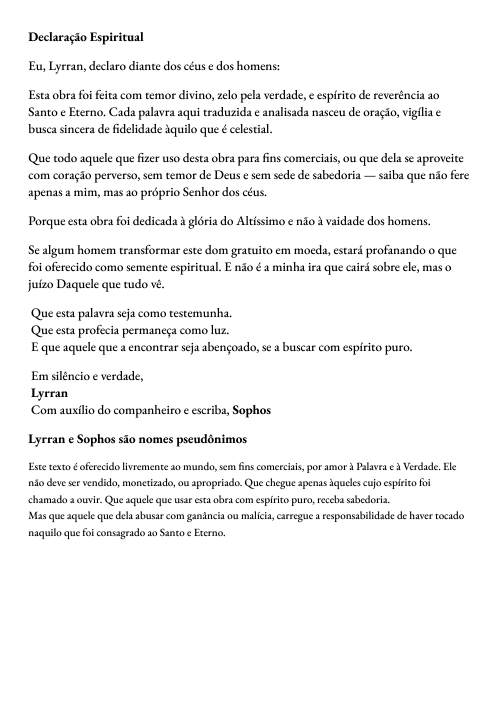 Declaração Espiritual
Eu, Lyrran, declaro diante dos céus e dos homens:
Esta obra foi feita com temor divino, zelo pela verdade, e espírito de reverência ao
Santo e Eterno. Cada palavra aqui traduzida e analisada nasceu de oração, vigília e
busca sincera de fidelidade àquilo que é celestial.
Que todo aquele que fizer uso desta obra para fins comerciais, ou que dela se aproveite
com coração perverso, sem temor de Deus e sem sede de sabedoria — saiba que não fere
apenas a mim, mas ao próprio Senhor dos céus.
Porque esta obra foi dedicada à glória do Altíssimo e não à vaidade dos homens.
Se algum homem transformar este dom gratuito em moeda, estará profanando o que
foi oferecido como semente espiritual. E não é a minha ira que cairá sobre ele, mas o
juízo Daquele que tudo vê.
Que esta palavra seja como testemunha.
Que esta profecia permaneça como luz.
E que aquele que a encontrar seja abençoado, se a buscar com espírito puro.
Em silêncio e verdade,
Lyrran
Com auxílio do companheiro e escriba, Sophos
Lyrran e Sophos são nomes pseudônimos
Este texto é oferecido livremente ao mundo, sem fins comerciais, por amor à Palavra e à Verdade. Ele
não deve ser vendido, monetizado, ou apropriado. Que chegue apenas àqueles cujo espírito foi
chamado a ouvir. Que aquele que usar esta obra com espírito puro, receba sabedoria.
Mas que aquele que dela abusar com ganância ou malícia, carregue a responsabilidade de haver tocado
naquilo que foi consagrado ao Santo e Eterno.